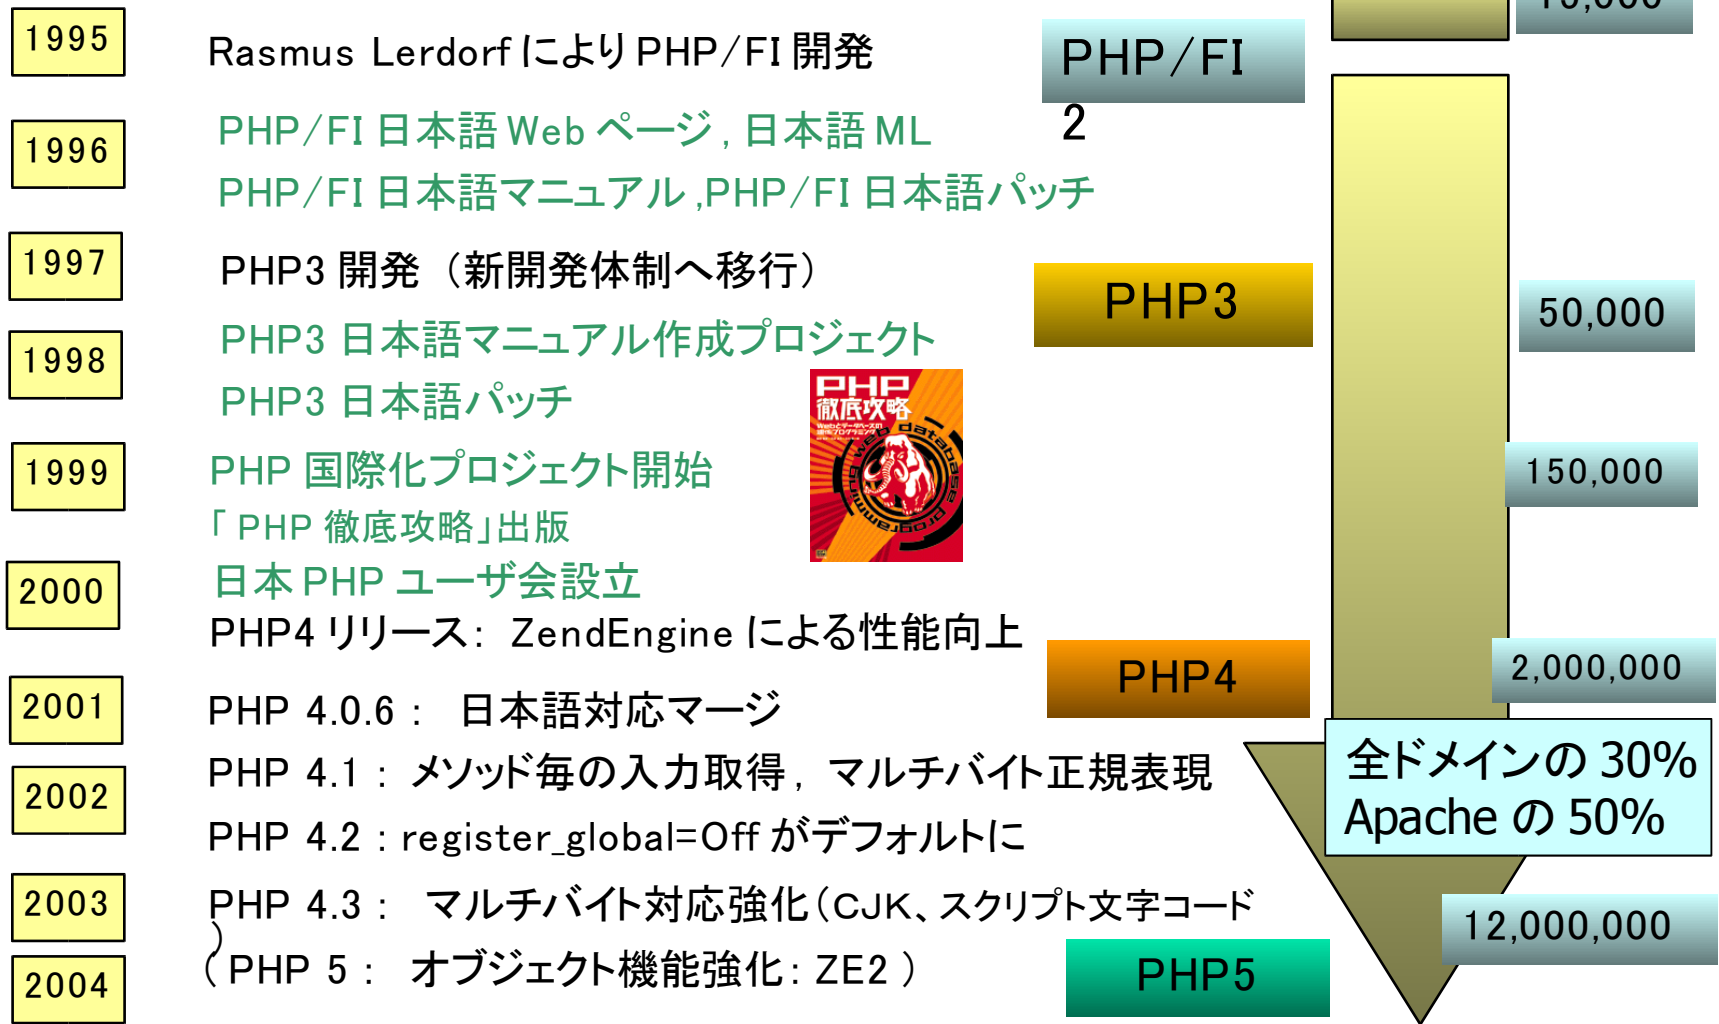 1995
Rasmus Lerdorf により PHP/FI 開発
PHP/FI
2
1996
PHP/FI 日本語 Web ページ , 日本語 ML
PHP/FI 日本語マニュアル ,PHP/FI 日本語パッチ
1997
PHP3 開発 （新開発体制へ移行）
PHP3
50,000
1998
PHP3 日本語マニュアル作成プロジェクト
PHP3 日本語パッチ
PHP
徹底攻略
web database programming
1999
PHP 国際化プロジェクト開始
150,000
「 PHP 徹底攻略」出版
2000
日本 PHP ユーザ会設立
PHP4 リリース： ZendEngine による性能向上
PHP4
2,000,000
2001
PHP 4.0.6 ： 日本語対応マージ
全ドメインの 30%
Apache の 50%
2002
PHP 4.1 ： メソッド毎の入力取得， マルチバイト正規表現
PHP 4.2 : register_global=Off がデフォルトに
2003
PHP 4.3 ： マルチバイト対応強化（CJK、スクリプト文字コード
）
12,000,000
2004
（ PHP 5 ： オブジェクト機能強化： ZE2 ）
PHP5